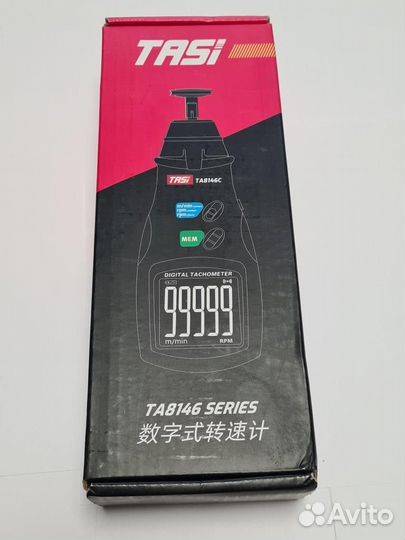 TASI
TASI TA8146C
MEM
DIGITAL TACHOMETER
99999
m/min RPM
TA8146 SERIES
数字式转速计
Avito